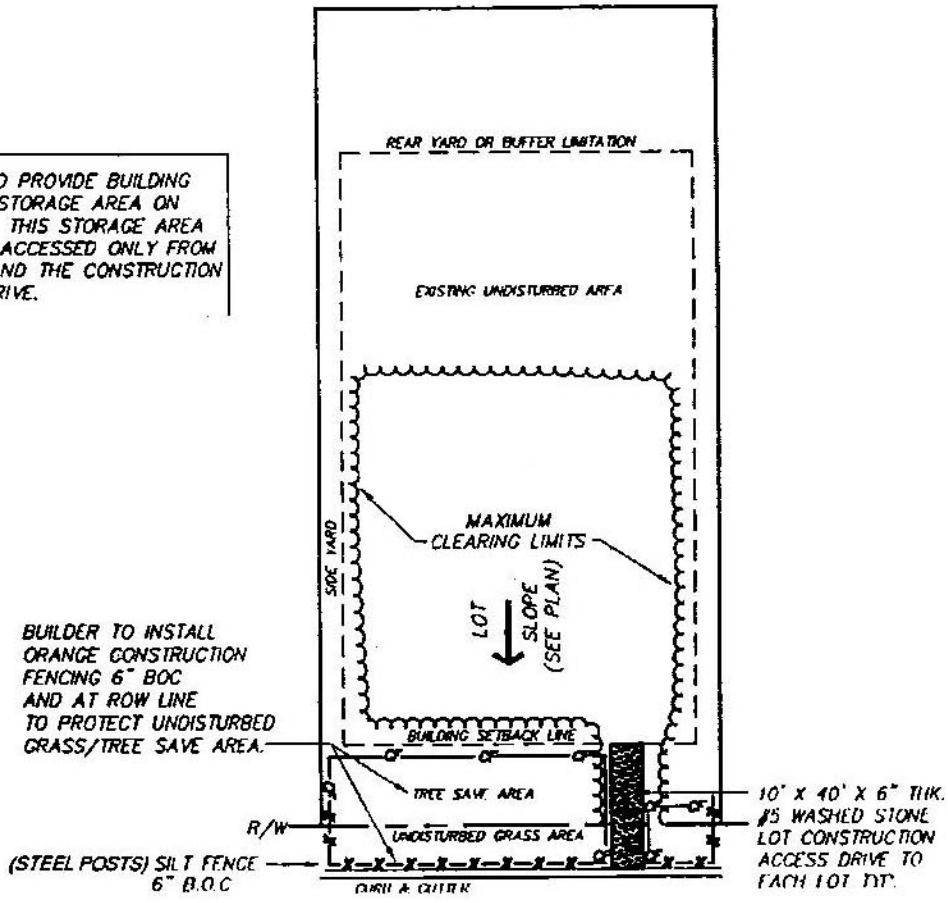 REAR YARD OR BUFFER LIMITATION
O PROVIDE BUILDING
STORAGE AREA ON
THIS STORAGE AREA
ACCESSED ONLY FROM
ND THE CONSTRUCTION
RIVE.
EXISTING UNDISTURBED AREA
MAXIMUM
CLEARING LIMITS
SIDE YARD
LOT
SLOPE
(SEE PLAN)
BUILDER TO INSTALL
ORANGE CONSTRUCTION
FENCING 6" BOC
AND AT ROW LINE
TO PROTECT UNDISTURBED
GRASS/TREE SAVE AREA.
BUILDING SETBACK LINE
CF CF CF
TREE SAVE AREA
CF
R/W
UNDISTURBED GRASS AREA
10' X 40' X 6" THK.
#5 WASHED STONE
LOT CONSTRUCTION
ACCESS DRIVE TO
EACH LOT TYP.
(STEEL POSTS) SILT FENCE
6" B.O.C
CF CF
CURB & GUTTER